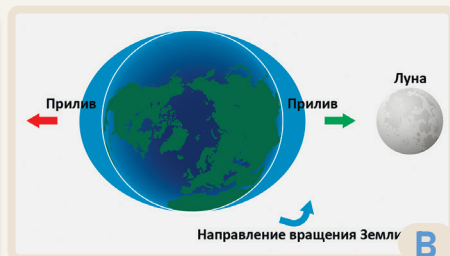 Луна
Прилив
Прилив
Направление вращения Земли
B